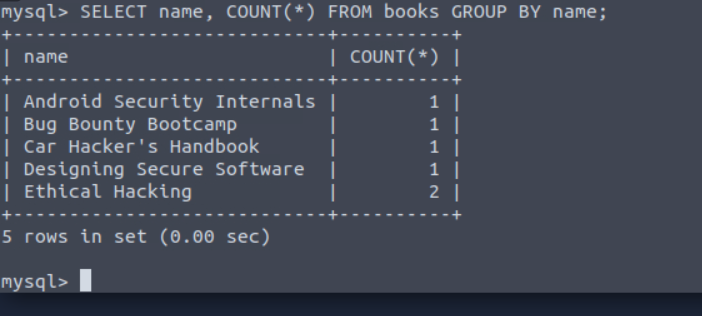 mysql> SELECT name, COUNT(*) FROM books GROUP BY name;
+----------------------------+----------+
| name                       | COUNT(*) |
+----------------------------+----------+
| Android Security Internals |        1 |
| Bug Bounty Bootcamp        |        1 |
| Car Hacker's Handbook      |        1 |
| Designing Secure Software  |        1 |
| Ethical Hacking            |        2 |
+----------------------------+----------+
5 rows in set (0.00 sec)
mysql>